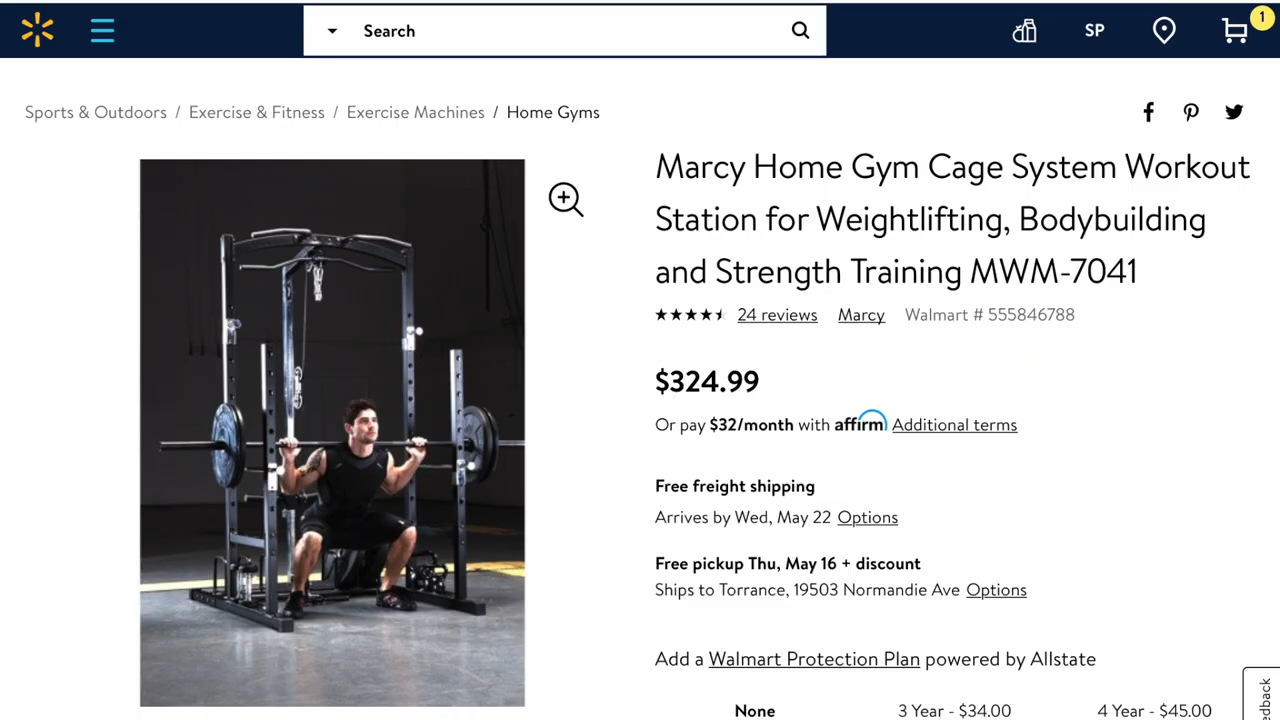 Search
SP
1
Sports & Outdoors / Exercise & Fitness / Exercise Machines / Home Gyms
Marcy Home Gym Cage System Workout
Station for Weightlifting, Bodybuilding
and Strength Training MWM-7041
24 reviews Marcy Walmart # 555846788
$324.99
Or pay $32/month with affirm Additional terms
Free freight shipping
Arrives by Wed, May 22 Options
Free pickup Thu, May 16 + discount
Ships to Torrance, 19503 Normandie Ave Options
Add a Walmart Protection Plan powered by Allstate
None 3 Year - $34.00 4 Year - $45.00
dback